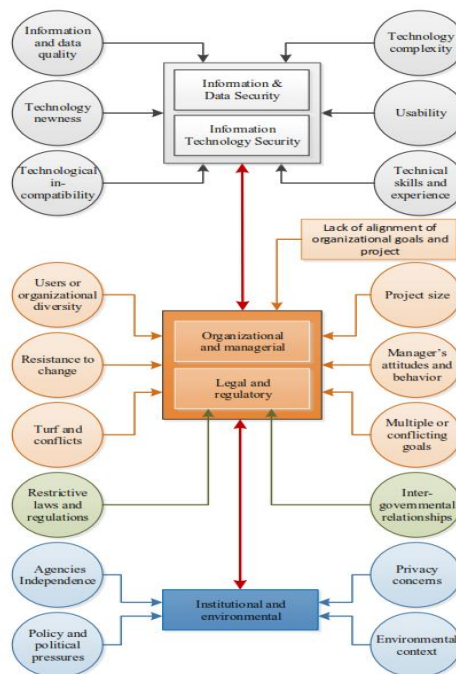 Information
and data
quality
Technology
complexity
Information &
Data Security
Technology
newness
Usability
Information
Technology Security
Technological
in-
compatibility
Technical
skills and
experience
Lack of alignment of
organizational goals and
project
Users or
organizational
diversity
Project size
Organizational
and managerial
Resistance to
change
Manager's
attitudes and
behavior
Legal and
regulatory
Turf and
conflicts
Multiple or
conflicting
goals
Restrictive
laws and
regulations
Inter-
governmental
relationships
Agencies
Independence
Privacy
concerns
Institutional and
environmental
Policy and
political
pressures
Environmental
context